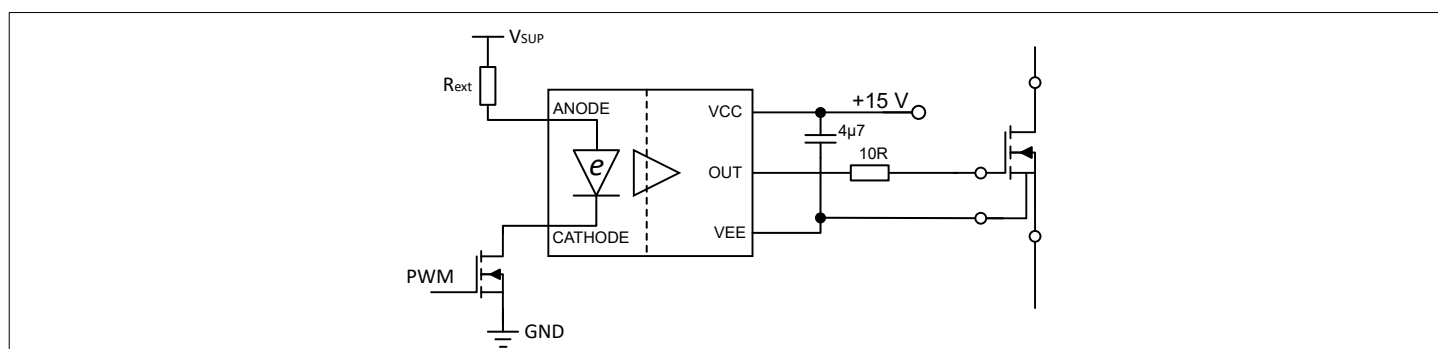 VSUP
Rext
ANODE
e
CATHODE
PWM
GND
VCC
+15 V
4µ7
10R
OUT
VEE